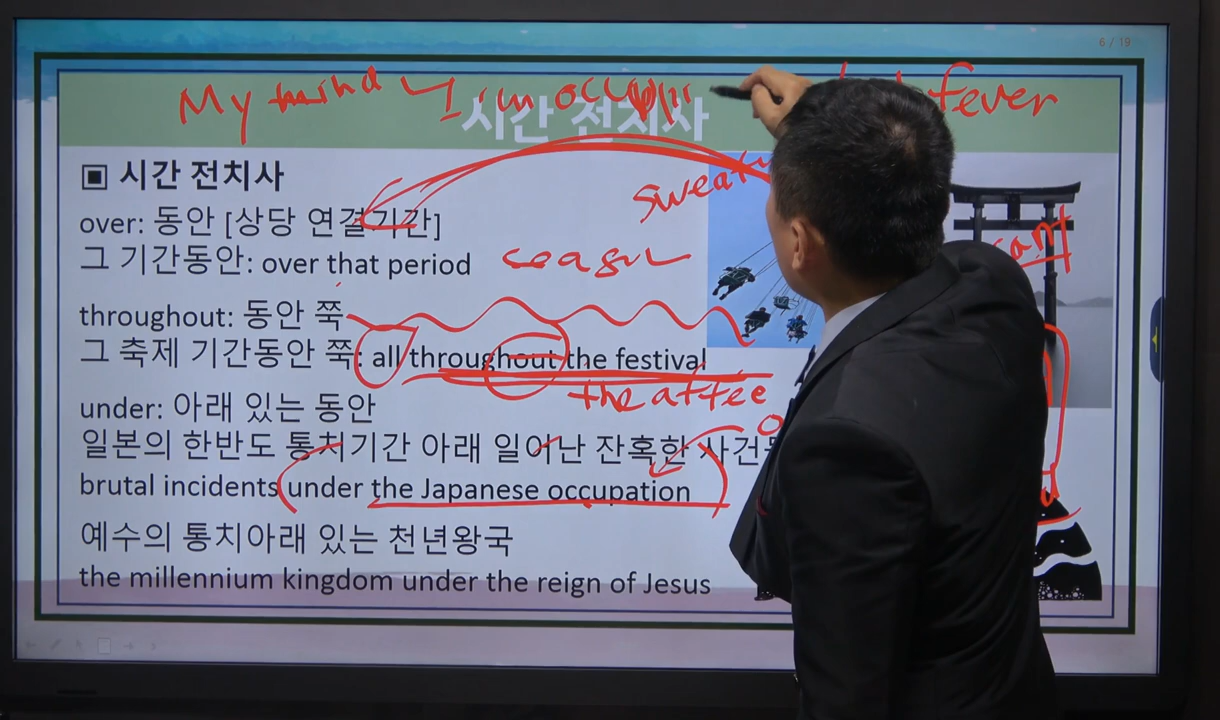 6 / 19
My mind I'm occupi fever
시간 전치사
▣ 시간 전치사
sweaty
over: 동안 [상당 연결기간]
그 기간동안: over that period
throughout: 동안 쭉
그 축제 기간동안 쭉: all throughout the festival
under: 아래 있는 동안
일본의 한반도 통치기간 아래 일어난 잔혹한 사건
brutal incidents under the Japanese occupation
예수의 통치아래 있는 천년왕국
the millennium kingdom under the reign of Jesus